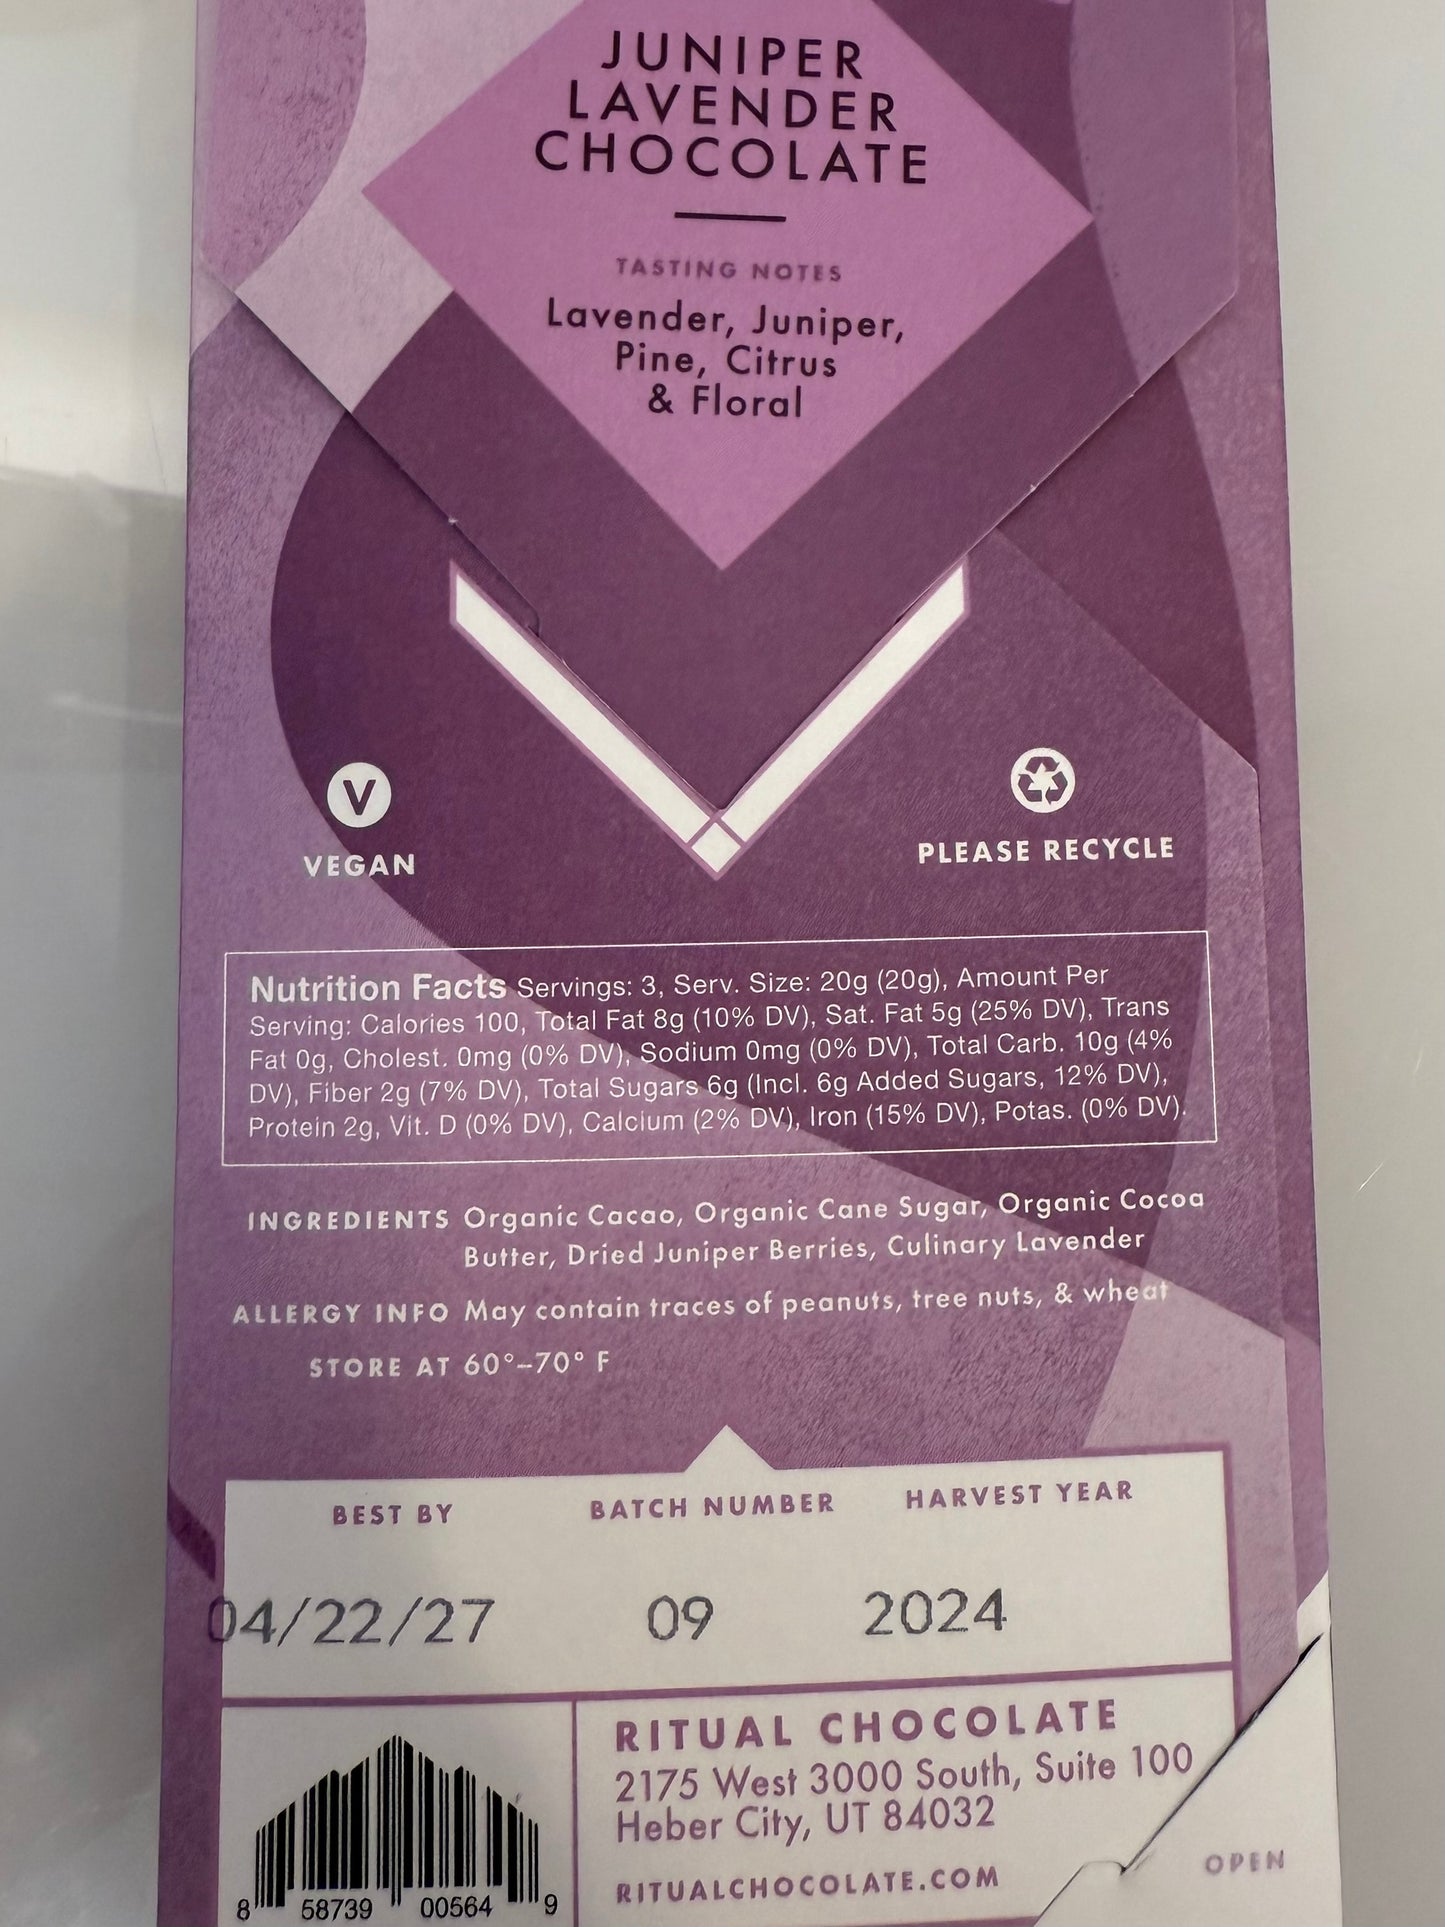 JUNIPER
LAVENDER
CHOCOLATE
TASTING NOTES
Lavender, Juniper,
Pine, Citrus
& Floral
V
VEGAN
PLEASE RECYCLE
Nutrition Facts Servings: 3, Serv. Size: 20g (20g), Amount Per
Serving: Calories 100, Total Fat 8g (10% DV), Sat. Fat 5g (25% DV), Trans
Fat 0g, Cholest. 0mg (0% DV), Sodium 0mg (0% DV), Total Carb. 10g (4%
DV), Fiber 2g (7% DV), Total Sugars 6g (Incl. 6g Added Sugars, 12% DV),
Protein 2g, Vit. D (0% DV), Calcium (2% DV), Iron (15% DV), Potas. (0% DV).
INGREDIENTS Organic Cacao, Organic Cane Sugar, Organic Cocoa
Butter, Dried Juniper Berries, Culinary Lavender
ALLERGY INFO May contain traces of peanuts, tree nuts, & wheat
STORE AT 60°–70° F
BEST BY BATCH NUMBER HARVEST YEAR
04/22/27 09 2024
RITUAL CHOCOLATE
2175 West 3000 South, Suite 100
Heber City, UT 84032
RITUALCHOCOLATE.COM
OPEN
8 58739 00564 9